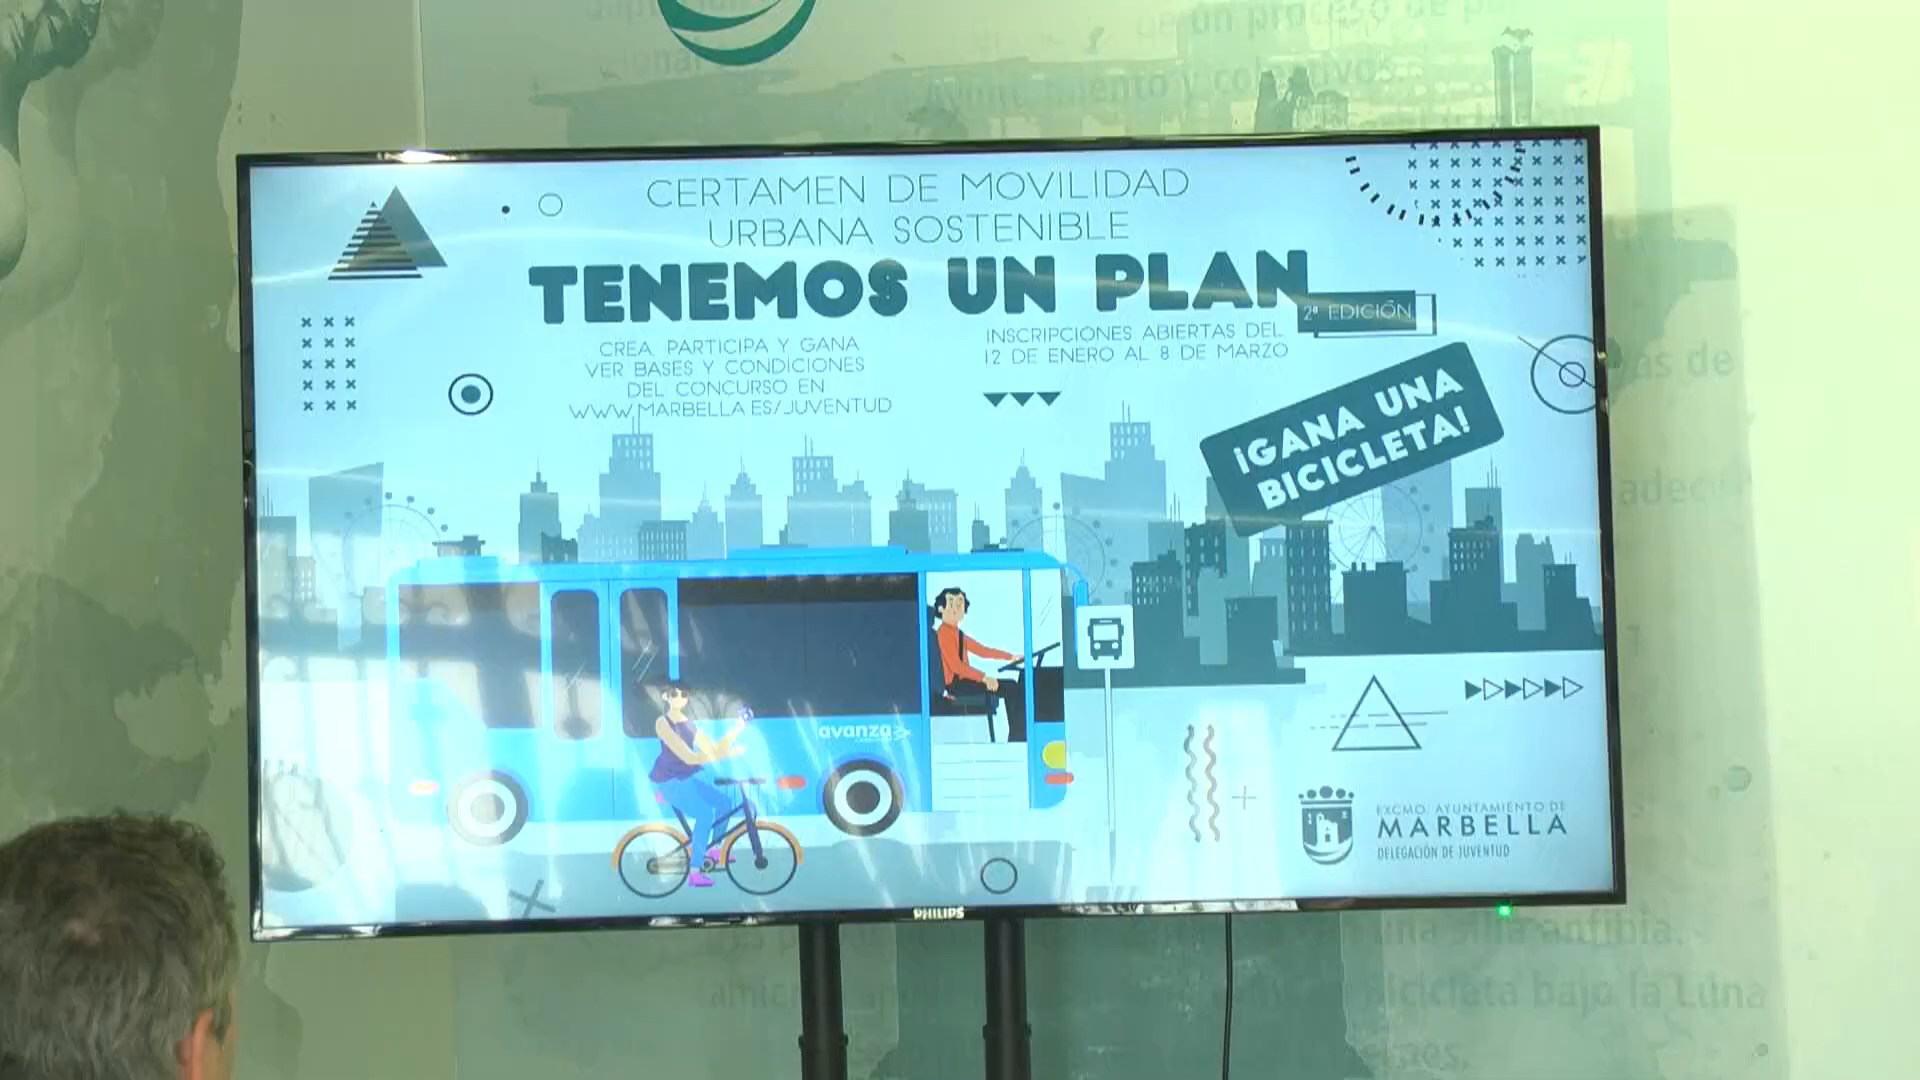 un proceso de
Ayuntamiento y colectivos.
CERTAMEN DE MOVILIDAD
URBANA SOSTENIBLE
TENEMOS UN PLAN
2ª EDICIÓN
CREA, PARTICIPA Y GANA
VER BASES Y CONDICIONES
DEL CONCURSO EN
WWW.MARBELLA.ES/JUVENTUD
INSCRIPCIONES ABIERTAS DEL
12 DE ENERO AL 8 DE MARZO
¡GANA UNA
BICICLETA!
avanza
EXCMO. AYUNTAMIENTO DE
MARBELLA
DELEGACIÓN DE JUVENTUD
PHILIPS
de
una silla anfibia.
bicicleta bajo la Luna